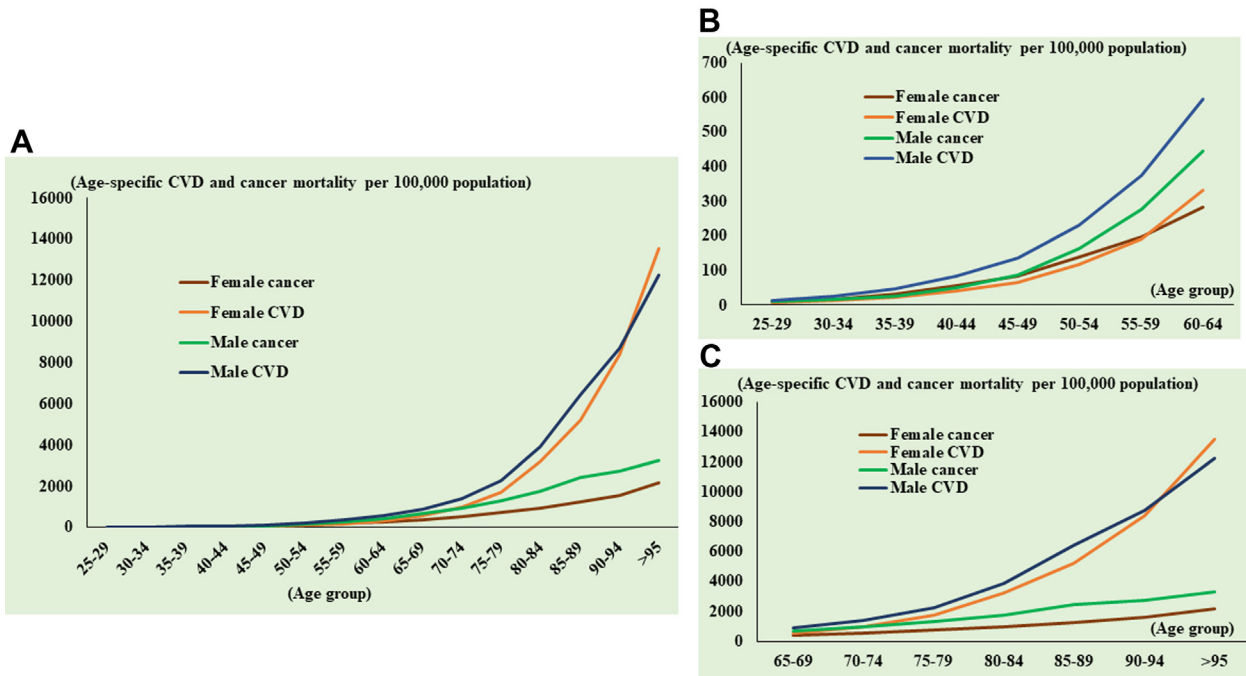 A
(Age-specific CVD and cancer mortality per 100,000 population)
16000
14000
12000
10000
8000
6000
4000
2000
0
Female cancer
Female CVD
Male cancer
Male CVD
25-29 30-34 35-39 40-44 45-49 50-54 55-59 60-64 65-69 70-74 75-79 80-84 85-89 90-94 >95
(Age group)
B
(Age-specific CVD and cancer mortality per 100,000 population)
700
600
500
400
300
200
100
0
Female cancer
Female CVD
Male cancer
Male CVD
(Age group)
25-29 30-34 35-39 40-44 45-49 50-54 55-59 60-64
C
(Age-specific CVD and cancer mortality per 100,000 population)
16000
14000
12000
10000
8000
6000
4000
2000
0
Female cancer
Female CVD
Male cancer
Male CVD
(Age group)
65-69 70-74 75-79 80-84 85-89 90-94 >95